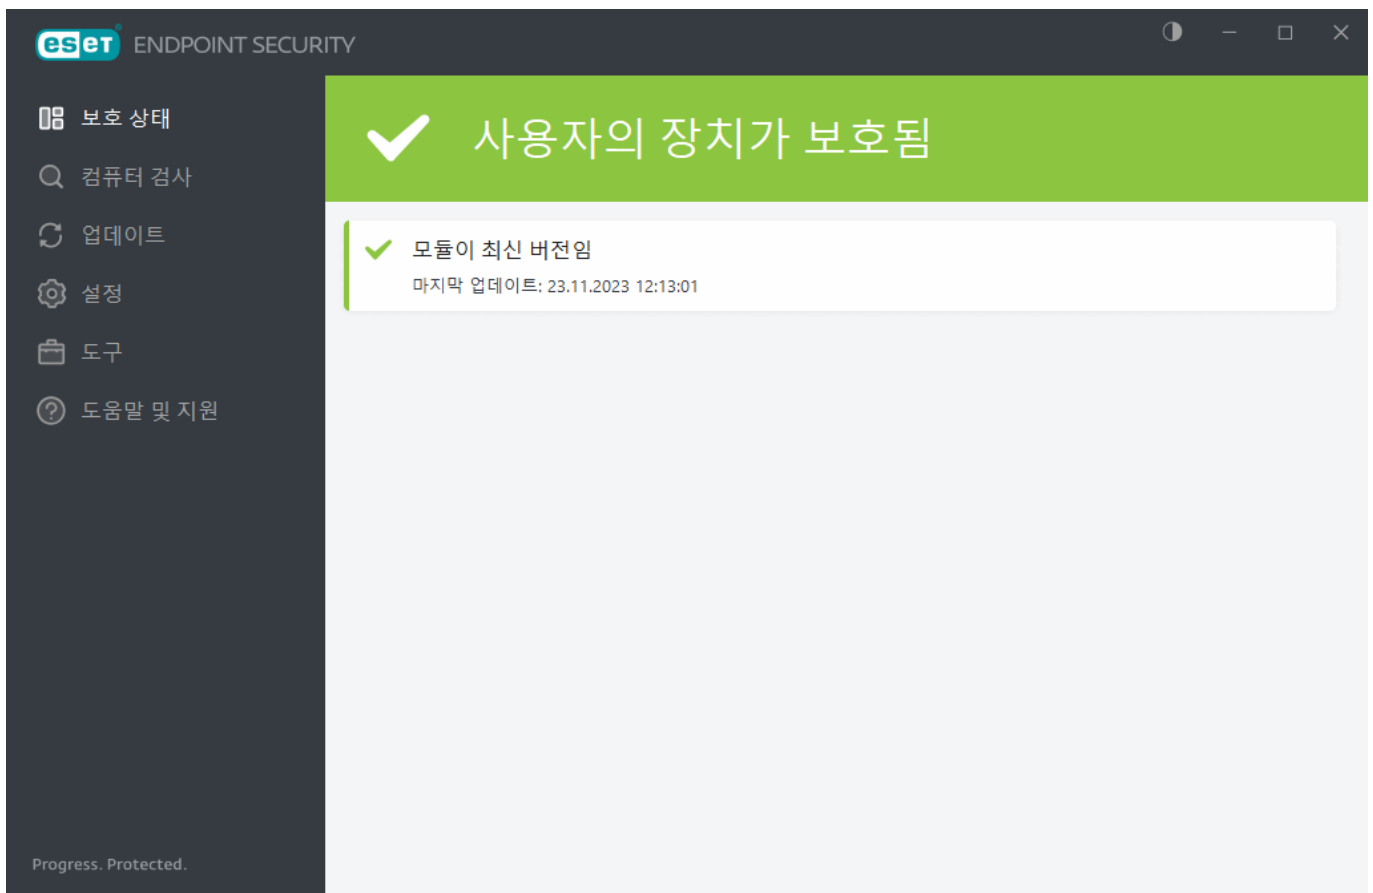 eset ENDPOINT SECURITY
보호 상태
컴퓨터 검사
업데이트
설정
도구
도움말 및 지원
Progress. Protected.
사용자의 장치가 보호됨
모듈이 최신 버전임
마지막 업데이트: 23.11.2023 12:13:01